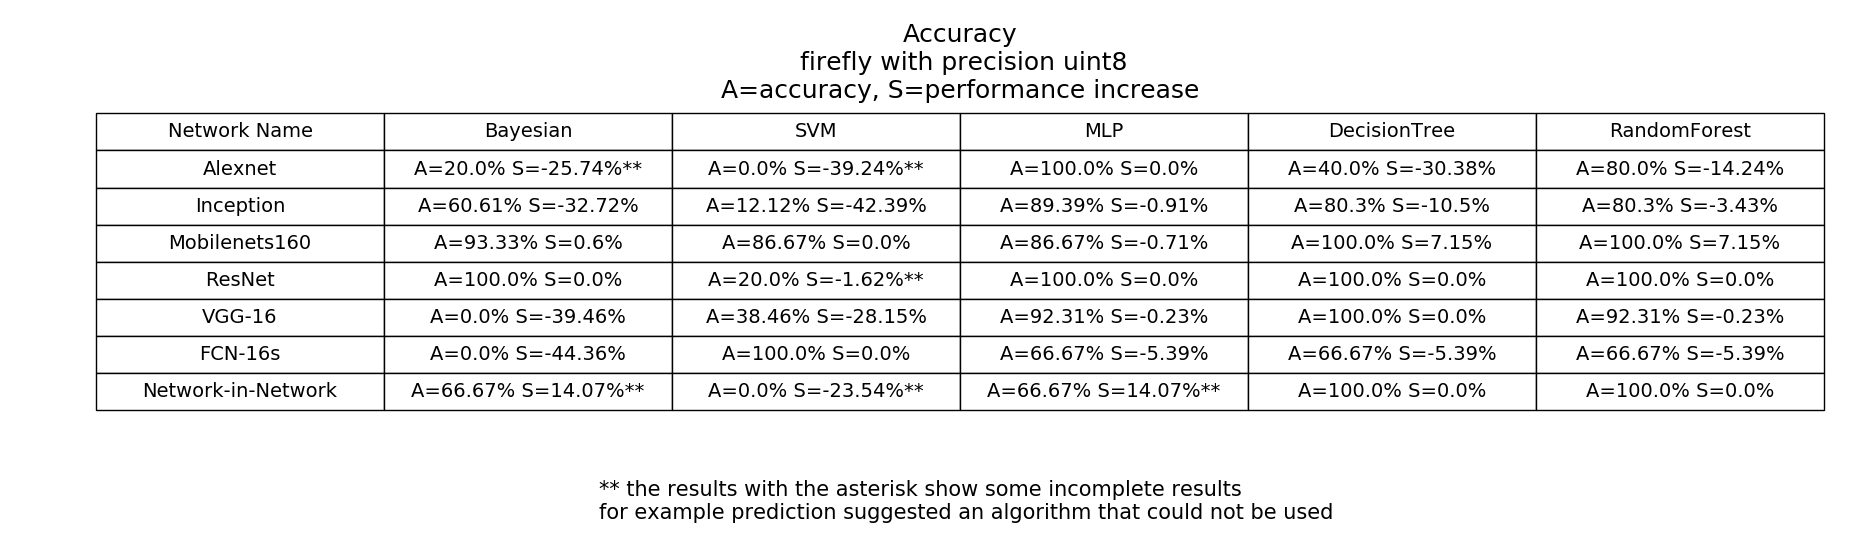 Accuracy
firefly with precision uint8
A=accuracy, S=performance increase
Network Name Bayesian SVM MLP DecisionTree RandomForest
Alexnet A=20.0% S=-25.74%** A=0.0% S=-39.24%** A=100.0% S=0.0% A=40.0% S=-30.38% A=80.0% S=-14.24%
Inception A=60.61% S=-32.72% A=12.12% S=-42.39% A=89.39% S=-0.91% A=80.3% S=-10.5% A=80.3% S=-3.43%
Mobilenets160 A=93.33% S=0.6% A=86.67% S=0.0% A=86.67% S=-0.71% A=100.0% S=7.15% A=100.0% S=7.15%
ResNet A=100.0% S=0.0% A=20.0% S=-1.62%** A=100.0% S=0.0% A=100.0% S=0.0% A=100.0% S=0.0%
VGG-16 A=0.0% S=-39.46% A=38.46% S=-28.15% A=92.31% S=-0.23% A=100.0% S=0.0% A=92.31% S=-0.23%
FCN-16s A=0.0% S=-44.36% A=100.0% S=0.0% A=66.67% S=-5.39% A=66.67% S=-5.39% A=66.67% S=-5.39%
Network-in-Network A=66.67% S=14.07%** A=0.0% S=-23.54%** A=66.67% S=14.07%** A=100.0% S=0.0% A=100.0% S=0.0%
** the results with the asterisk show some incomplete results
for example prediction suggested an algorithm that could not be used